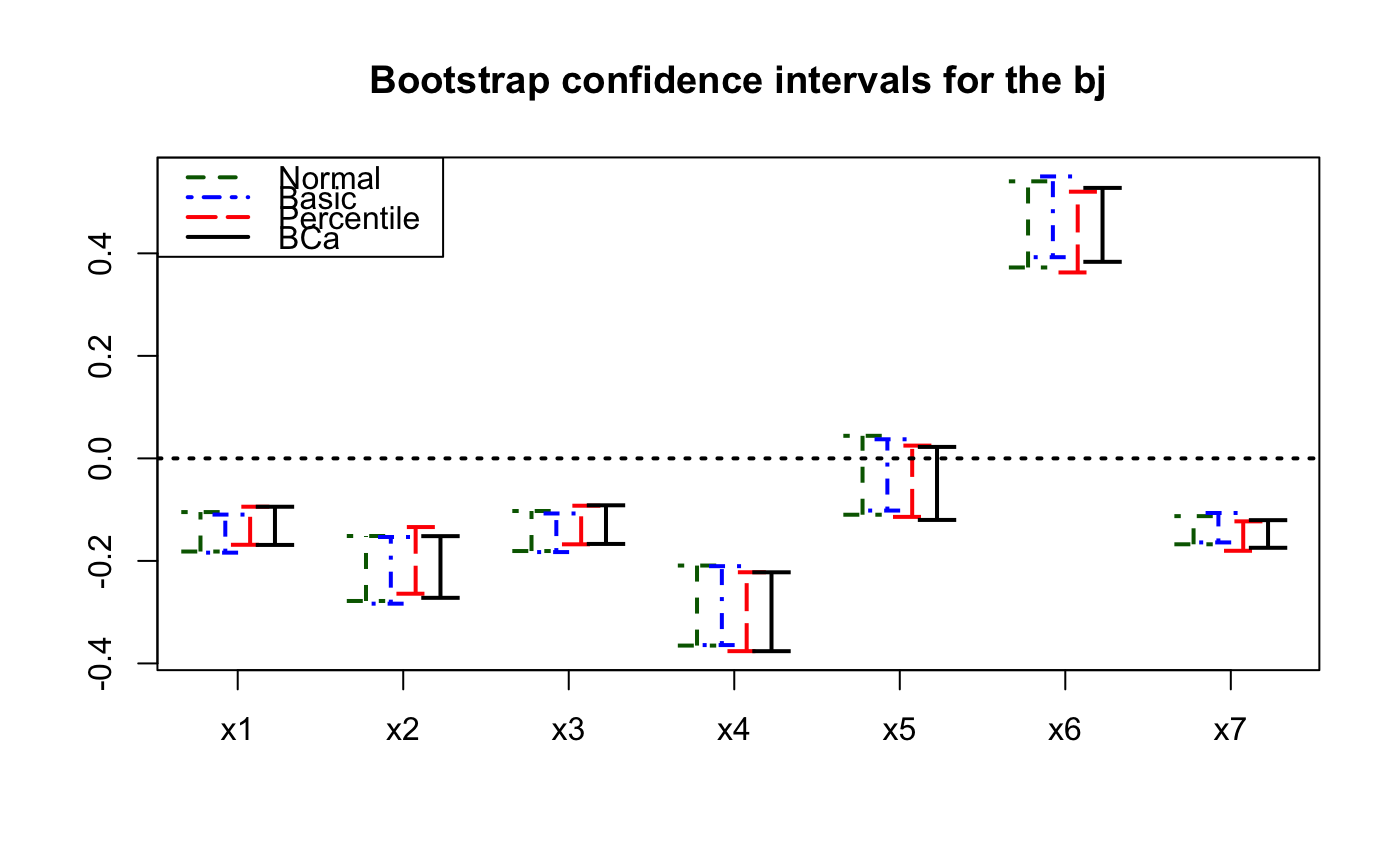 Bootstrap confidence intervals for the bj
Normal
Basic
Percentile
BCa
0.4
0.2
0.0
-0.2
-0.4
x1 x2 x3 x4 x5 x6 x7